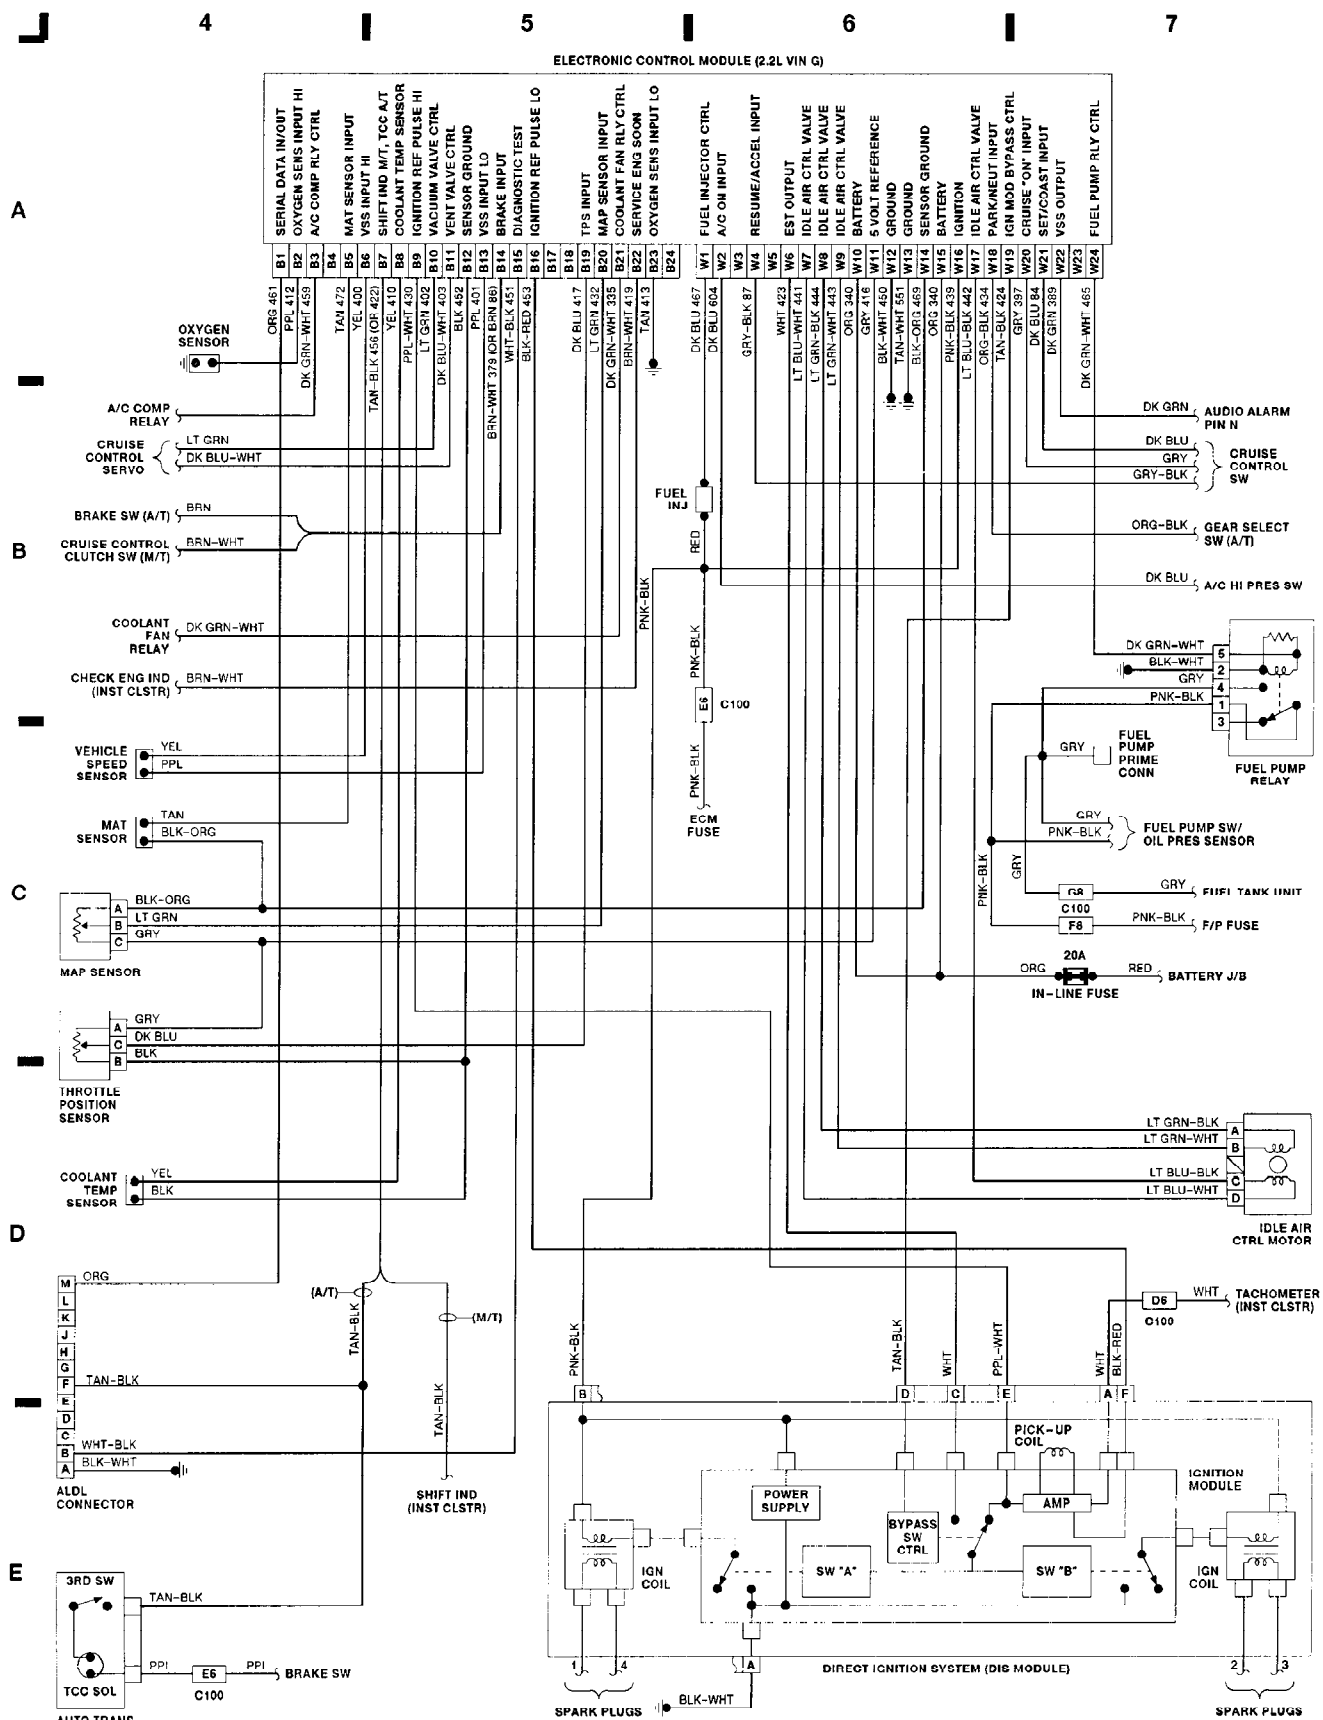 4 5 6 7
ELECTRONIC CONTROL MODULE (2.2L VIN G)
SERIAL DATA IN/OUT
OXYGEN SENS INPUT HI
A/C COMP RLY CTRL
MAT SENSOR INPUT
VSS INPUT HI
SHIFT IND M/T, TCC A/T
COOLANT TEMP SENSOR
IGNITION REF PULSE HI
VACUUM VALVE CTRL
VENT VALVE CTRL
SENSOR GROUND
VSS INPUT LO
BRAKE INPUT
DIAGNOSTIC TEST
IGNITION REF PULSE LO
TPS INPUT
MAP SENSOR INPUT
COOLANT FAN RLY CTRL
SERVICE ENG SOON
OXYGEN SENS INPUT LO
FUEL INJECTOR CTRL
A/C ON INPUT
RESUME/ACCEL INPUT
EST OUTPUT
IDLE AIR CTRL VALVE
IDLE AIR CTRL VALVE
IDLE AIR CTRL VALVE
BATTERY
5 VOLT REFERENCE
GROUND
GROUND
SENSOR GROUND
BATTERY
IGNITION
IDLE AIR CTRL VALVE
PARK/NEUT INPUT
IGN MOD BYPASS CTRL
CRUISE "ON" INPUT
SET/COAST INPUT
VSS OUTPUT
FUEL PUMP RLY CTRL
A
B1 B2 B3 B4 B5 B6 B7 B8 B9 B10 B11 B12 B13 B14 B15 B16 B17 B18 B19 B20 B21 B22 B23 B24
W1 W2 W3 W4 W5 W6 W7 W8 W9 W10 W11 W12 W13 W14 W15 W16 W17 W18 W19 W20 W21 W22 W23 W24
ORG 461
PPL 412
DK GRN-WHT 459
TAN 472
YEL 400
TAN-BLK 456 (OR 422)
YEL 410
PPL-WHT 430
LT GRN 402
DK BLU-WHT 403
BLK 452
PPL 401
BRN-WHT 379 (OR BRN 86)
WHT-BLK 451
BLK-RED 453
DK BLU 417
LT GRN 432
DK GRN-WHT 335
BRN-WHT 419
TAN 413
DK BLU 467
DK BLU 604
GRY-BLK 87
WHT 423
LT BLU-WHT 441
LT GRN-BLK 444
LT GRN-WHT 443
ORG 340
GRY 416
BLK-WHT 450
TAN-WHT 551
BLK-ORG 469
ORG 340
PNK-BLK 439
LT BLU-BLK 442
ORG-BLK 434
TAN-BLK 424
GRY 397
DK BLU 84
DK GRN 389
DK GRN-WHT 465
OXYGEN
SENSOR
A/C COMP
RELAY
CRUISE
CONTROL
SERVO
LT GRN
DK BLU-WHT
BRAKE SW (A/T)
BRN
B
CRUISE CONTROL
CLUTCH SW (M/T)
BRN-WHT
COOLANT
FAN
RELAY
DK GRN-WHT
CHECK ENG IND
(INST CLSTR)
BRN-WHT
PNK-BLK
FUEL
INJ
RED
PNK-BLK
E6 C100
PNK-BLK
ECM
FUSE
DK GRN
AUDIO ALARM
PIN N
DK BLU
GRY
GRY-BLK
CRUISE
CONTROL
SW
ORG-BLK
GEAR SELECT
SW (A/T)
DK BLU
A/C HI PRES SW
DK GRN-WHT 5
BLK-WHT 2
GRY 4
PNK-BLK 1
3
FUEL PUMP
RELAY
GRY
FUEL
PUMP
PRIME
CONN
GRY
PNK-BLK
FUEL PUMP SW/
OIL PRES SENSOR
PNK-BLK
GRY
G8
C100
GRY
FUEL TANK UNIT
F8
PNK-BLK
F/P FUSE
20A
ORG
RED
BATTERY J/B
IN-LINE FUSE
VEHICLE
SPEED
SENSOR
YEL
PPL
MAT
SENSOR
TAN
BLK-ORG
C
A BLK-ORG
B LT GRN
C GRY
MAP SENSOR
A GRY
C DK BLU
B BLK
THROTTLE
POSITION
SENSOR
COOLANT
TEMP
SENSOR
YEL
BLK
LT GRN-BLK A
LT GRN-WHT B
LT BLU-BLK C
LT BLU-WHT D
IDLE AIR
CTRL MOTOR
D
M ORG
L
K
J
H
G
F TAN-BLK
E
D
C
B WHT-BLK
A BLK-WHT
ALDL
CONNECTOR
(A/T)
TAN-BLK
(M/T)
TAN-BLK
SHIFT IND
(INST CLSTR)
PNK-BLK
TAN-BLK
WHT
PPL-WHT
WHT
BLK-RED
D6
C100
WHT
TACHOMETER
(INST CLSTR)
B D C E A F
PICK-UP
COIL
IGNITION
MODULE
POWER
SUPPLY
AMP
BYPASS
SW
CTRL
SW "A"
SW "B"
IGN
COIL
IGN
COIL
E
3RD SW
TAN-BLK
TCC SOL
PPL
E6
C100
PPL
BRAKE SW
AUTO TRANS
1 4
SPARK PLUGS
A
BLK-WHT
DIRECT IGNITION SYSTEM (DIS MODULE)
2 3
SPARK PLUGS